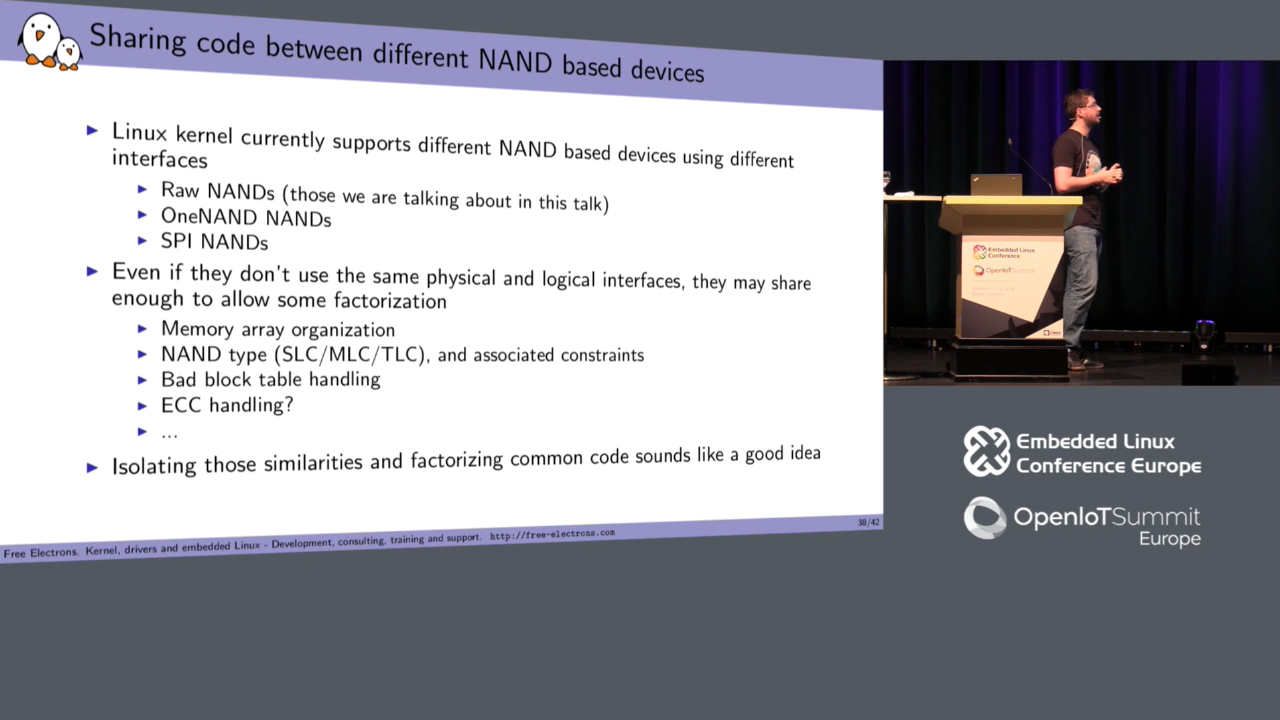 Sharing code between different NAND based devices
Linux kernel currently supports different NAND based devices using different
interfaces
Raw NANDs (those we are talking about in this talk)
OneNAND NANDs
SPI NANDs
Even if they don't use the same physical and logical interfaces, they may share
enough to allow some factorization
Memory array organization
NAND type (SLC/MLC/TLC), and associated constraints
Bad block table handling
ECC handling?
...
Isolating those similarities and factorizing common code sounds like a good idea
38/42
Free Electrons. Kernel, drivers and embedded Linux - Development, consulting, training and support. http://free-electrons.com
Embedded Linux
Conference
OpenIoTSummit
Embedded Linux
Conference Europe
OpenIoTSummit
Europe